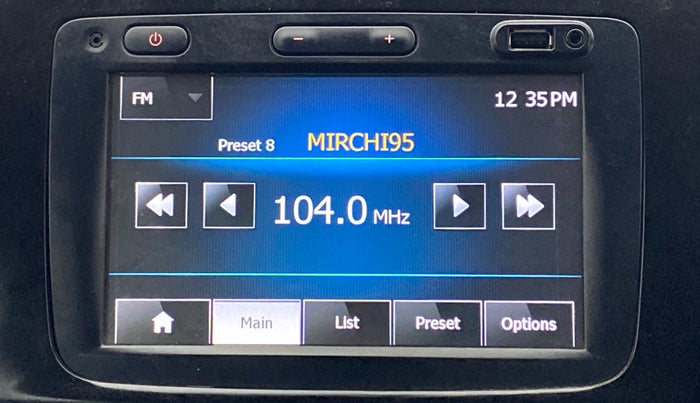 FM
12 35PM
Preset 8 MIRCHI95
104.0 MHz
Main List Preset Options